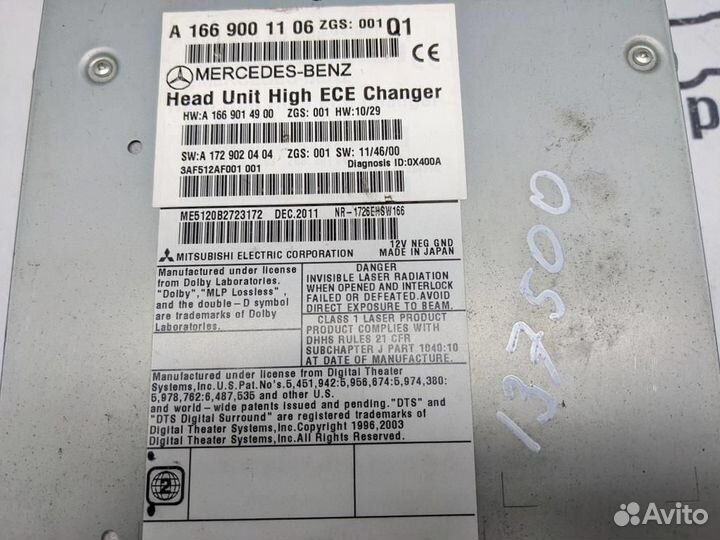 A 166 900 11 06 ZGS: 001 Q1
MERCEDES-BENZ
Head Unit High ECE Changer
HW:A 166 901 49 00 ZGS: 001 HW:10/29
SW:A 172 902 04 04 ZGS: 001 SW: 11/46/00
3AF512AF001 001 Diagnosis ID:0X400A
ME5120B2723172 DEC.2011 NR-1726EHSW166
12V NEG GND
MITSUBISHI ELECTRIC CORPORATION MADE IN JAPAN
Manufactured under license
from Dolby Laboratories.
"Dolby", "MLP Lossless",
and the double-D symbol
are trademarks of Dolby
Laboratories.
DANGER
INVISIBLE LASER RADIATION
WHEN OPENED AND INTERLOCK
FAILED OR DEFEATED.AVOID
DIRECT EXPOSURE TO BEAM.
CLASS 1 LASER PRODUCT
PRODUCT COMPLIES WITH
DHHS RULES 21 CFR
SUBCHAPTER J PART 1040:10
AT DATE OF MANUFACTURE.
Manufactured under license from Digital Theater
Systems,Inc.U.S.Pat.No's.5,451,942:5,956,674:5,974,380:
5,978,762:6,487,535 and other U.S.
and world-wide patents issued and pending."DTS" and
"DTS Digital Surround" are registered trademarks of
Digital Theater Systems,Inc.Copyright 1996,2003
Digital Theater Systems,Inc.All Rights Reserved.
2
137500
p
Avito